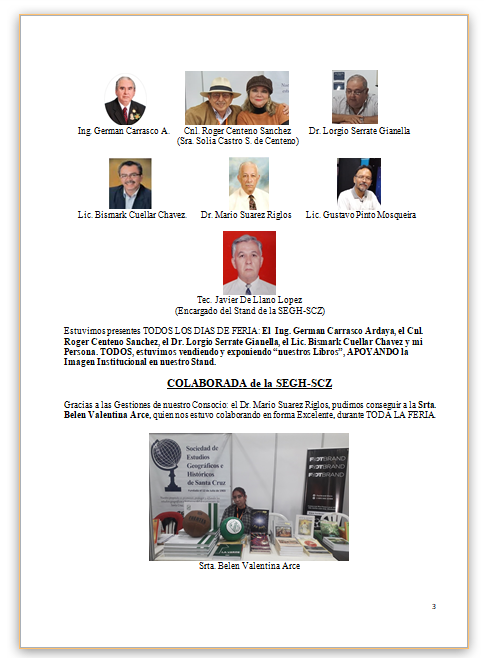 Ing. German Carrasco A.
Cnl. Roger Centeno Sanchez
(Sra. Solia Castro S. de Centeno)
Dr. Lorgio Serrate Gianella
Lic. Bismark Cuellar Chavez.
Dr. Mario Suarez Riglos
Lic. Gustavo Pinto Mosqueira
Tec. Javier De Llano Lopez
(Encargado del Stand de la SEGH-SCZ)
Estuvimos presentes TODOS LOS DIAS DE FERIA: El Ing. German Carrasco Ardaya, el Cnl.
Roger Centeno Sanchez, el Dr. Lorgio Serrate Gianella, el Lic. Bismark Cuellar Chavez y mi
Persona. TODOS, estuvimos vendiendo y exponiendo “nuestros Libros”, APOYANDO la
Imagen Institucional en nuestro Stand.
COLABORADA de la SEGH-SCZ
Gracias a las Gestiones de nuestro Consocio: el Dr. Mario Suarez Riglos, pudimos conseguir a la Srta.
Belen Valentina Arce, quien nos estuvo colaborando en forma Excelente, durante TODA LA FERIA.
Sociedad de
Estudios
Geográficos e
Históricos
de Santa Cruz
FOOTBRAND
FOOTBRAND
FOOTBRAND
Srta. Belen Valentina Arce
3